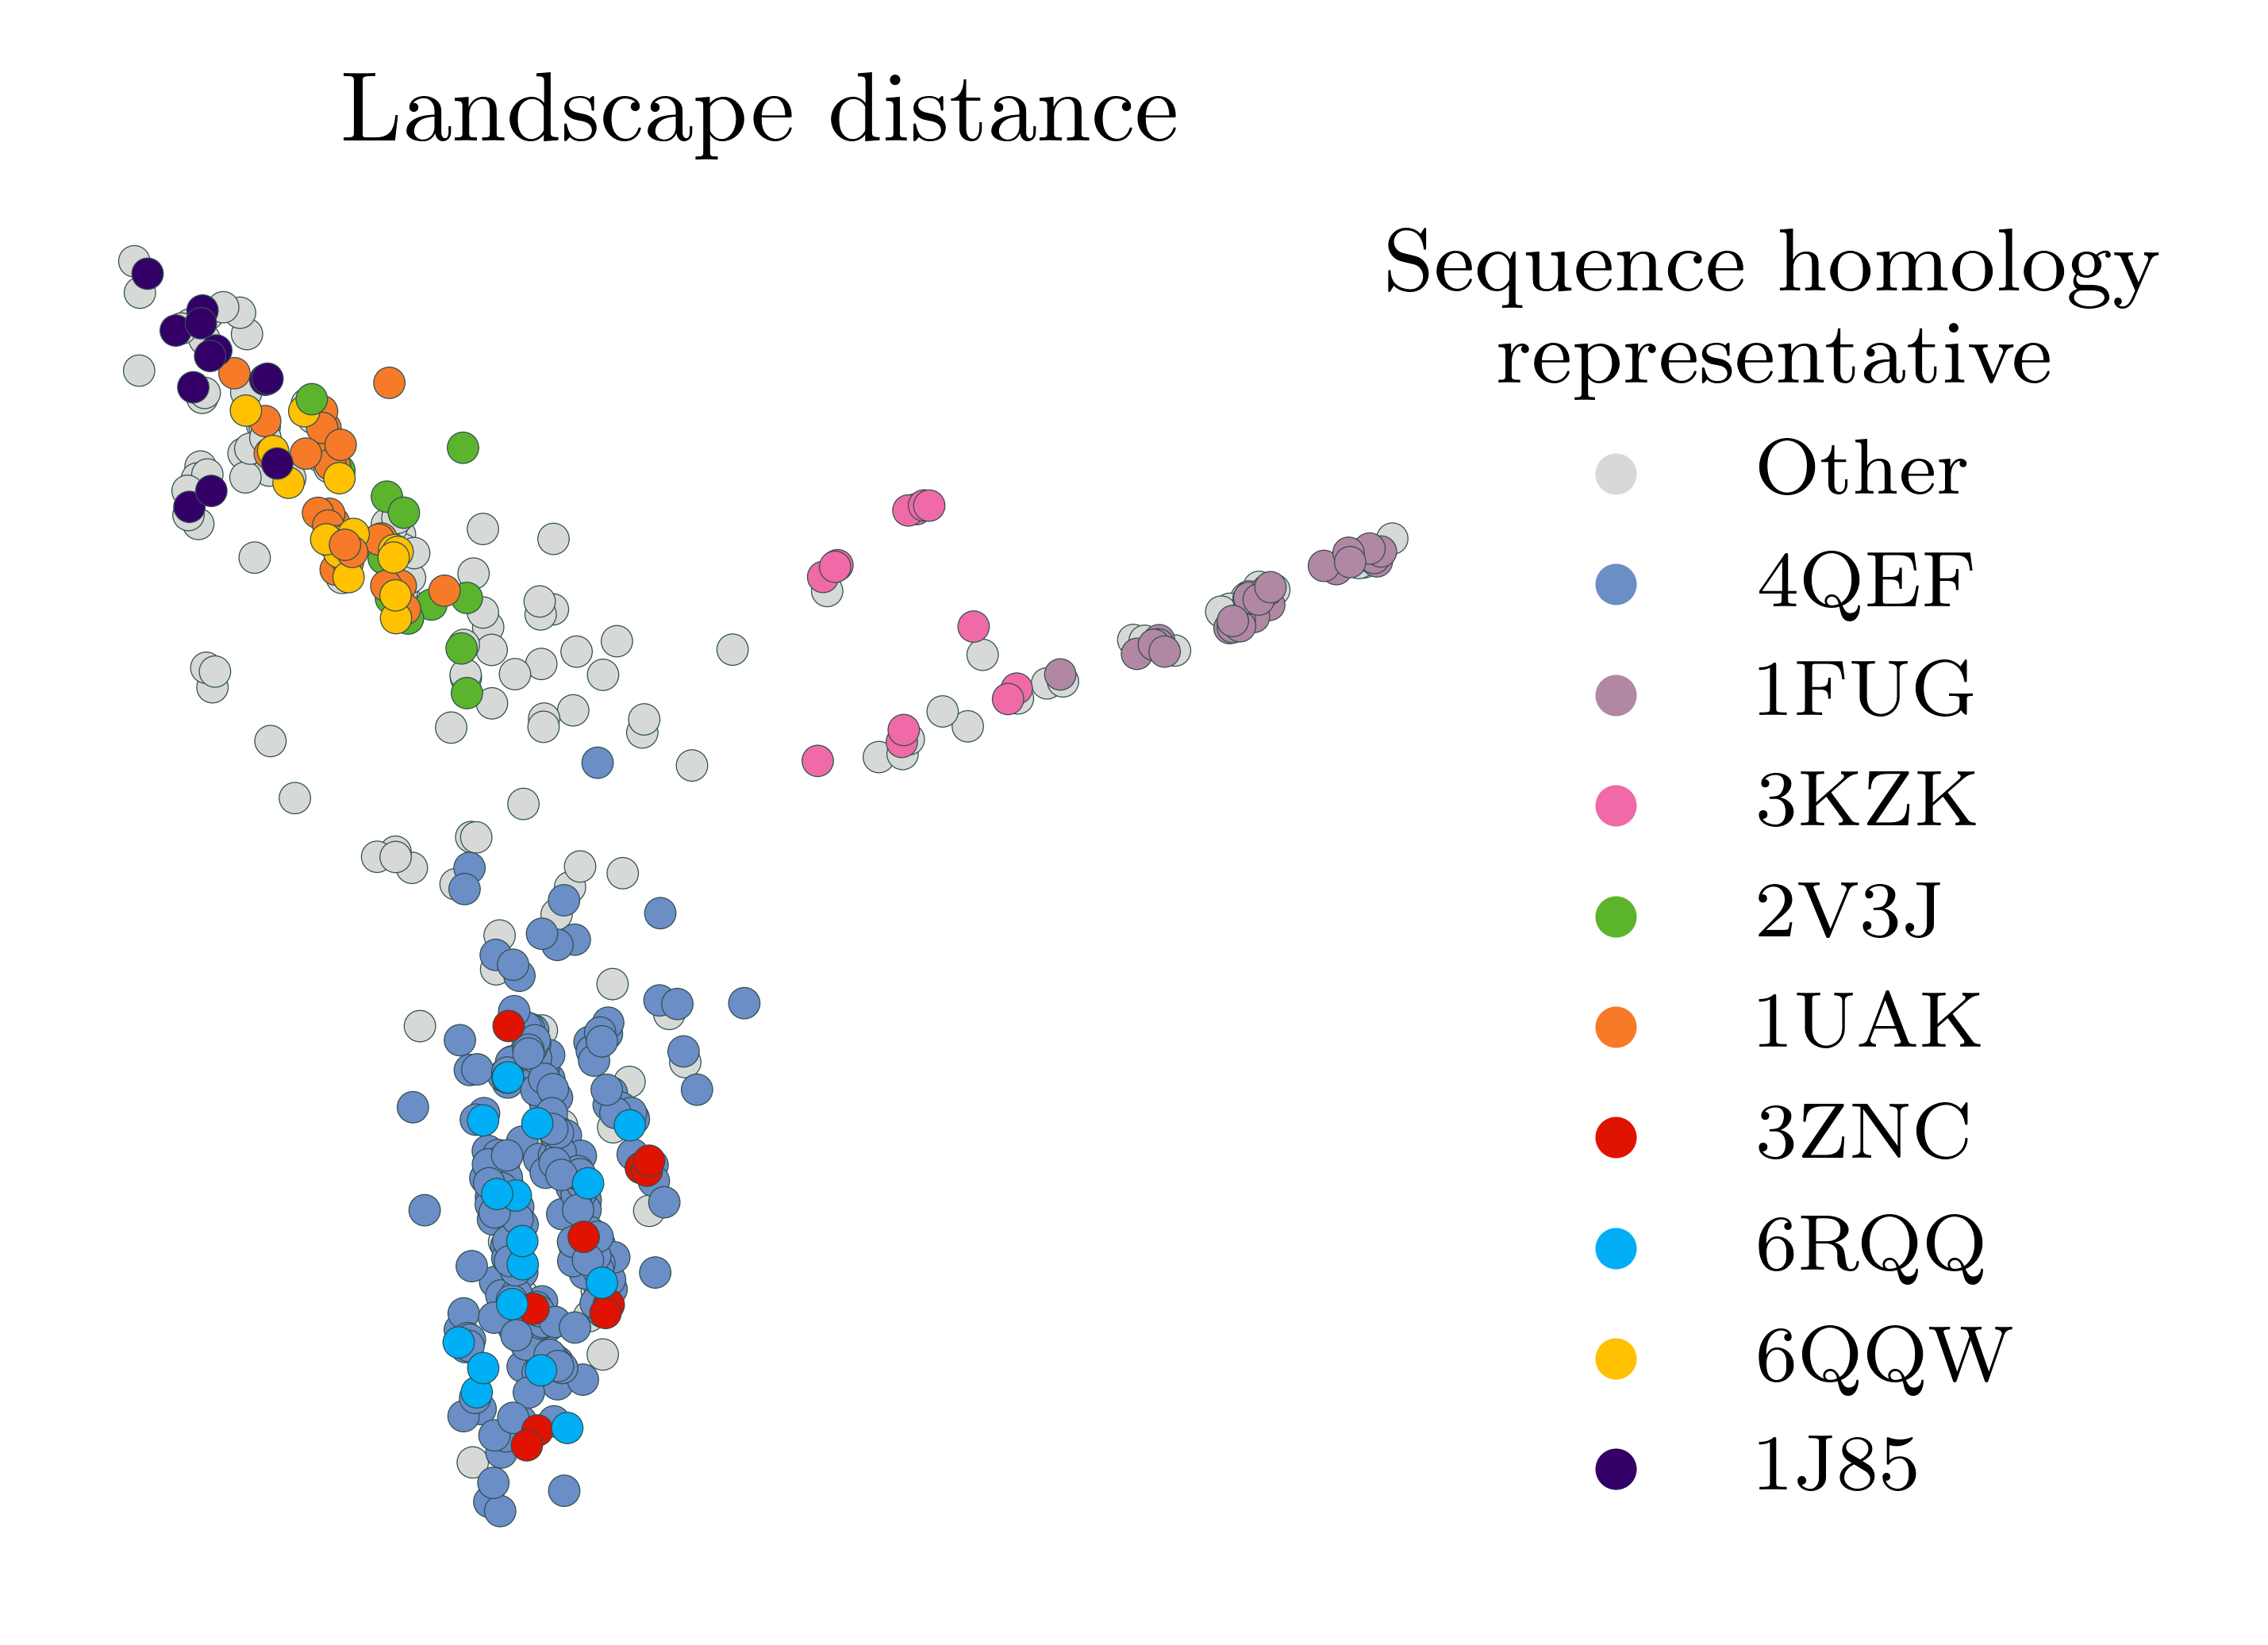 Landscape distance
Sequence homology
representative
Other
4QEF
1FUG
3KZK
2V3J
1UAK
3ZNC
6RQQ
6QQW
1J85